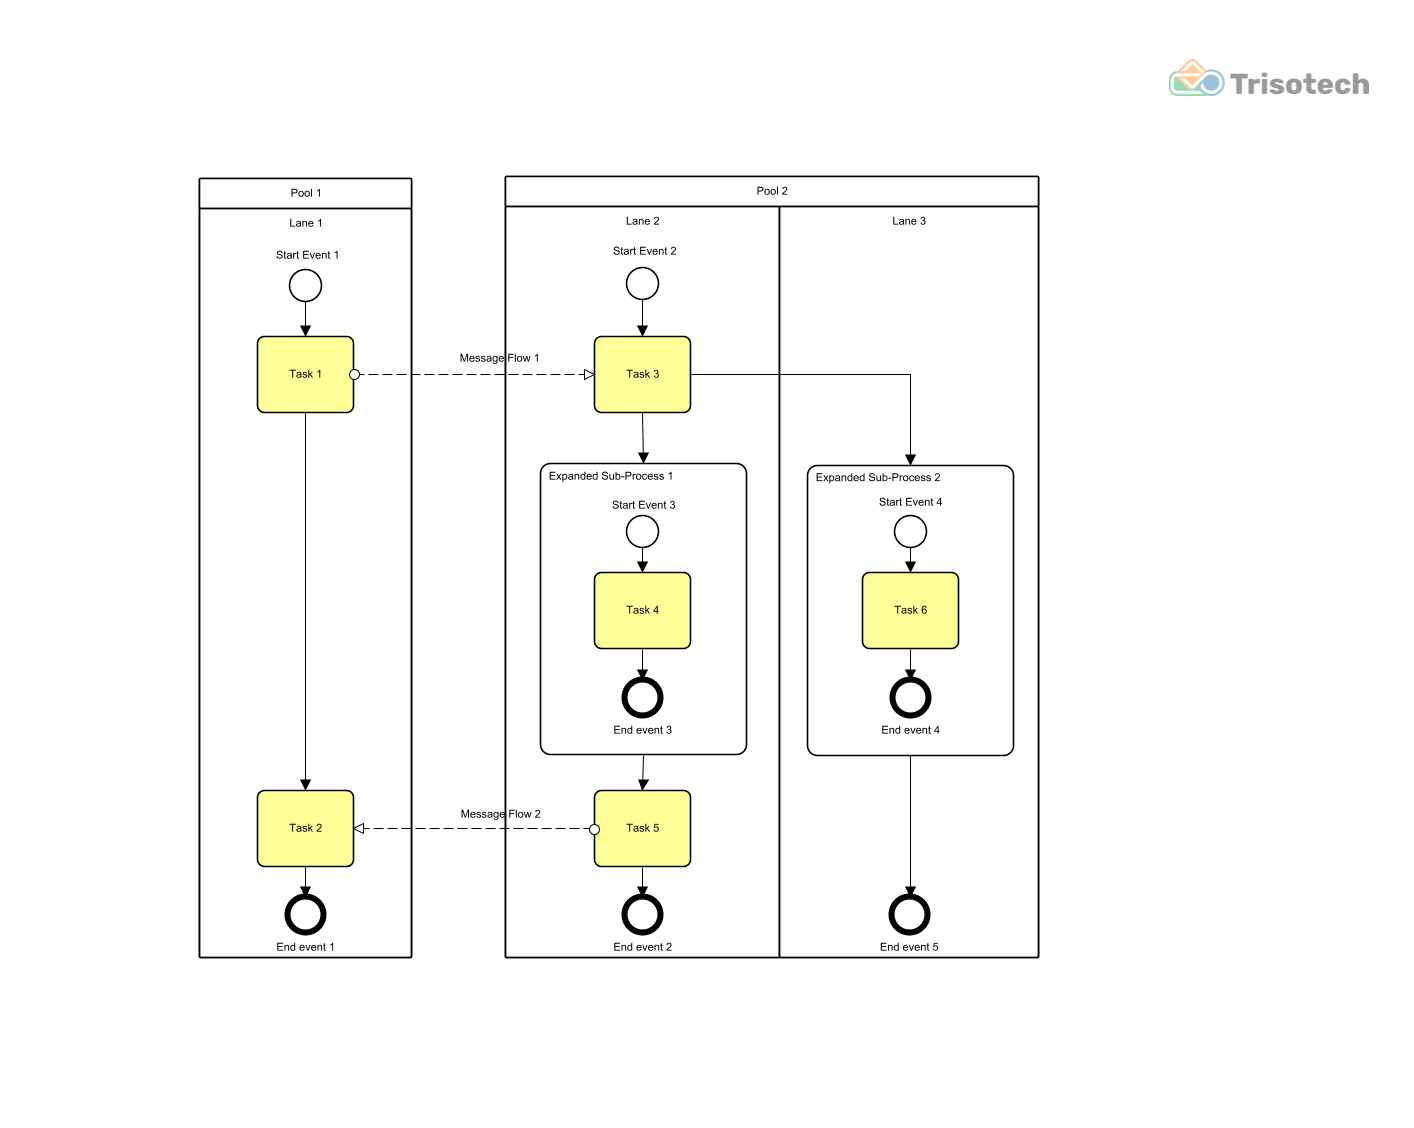 Trisotech
Pool 1
Pool 2
Lane 1
Lane 2
Lane 3
Start Event 1
Start Event 2
Task 1
Message Flow 1
Task 3
Expanded Sub-Process 1
Expanded Sub-Process 2
Start Event 3
Start Event 4
Task 4
Task 6
End event 3
End event 4
Task 2
Message Flow 2
Task 5
End event 1
End event 2
End event 5